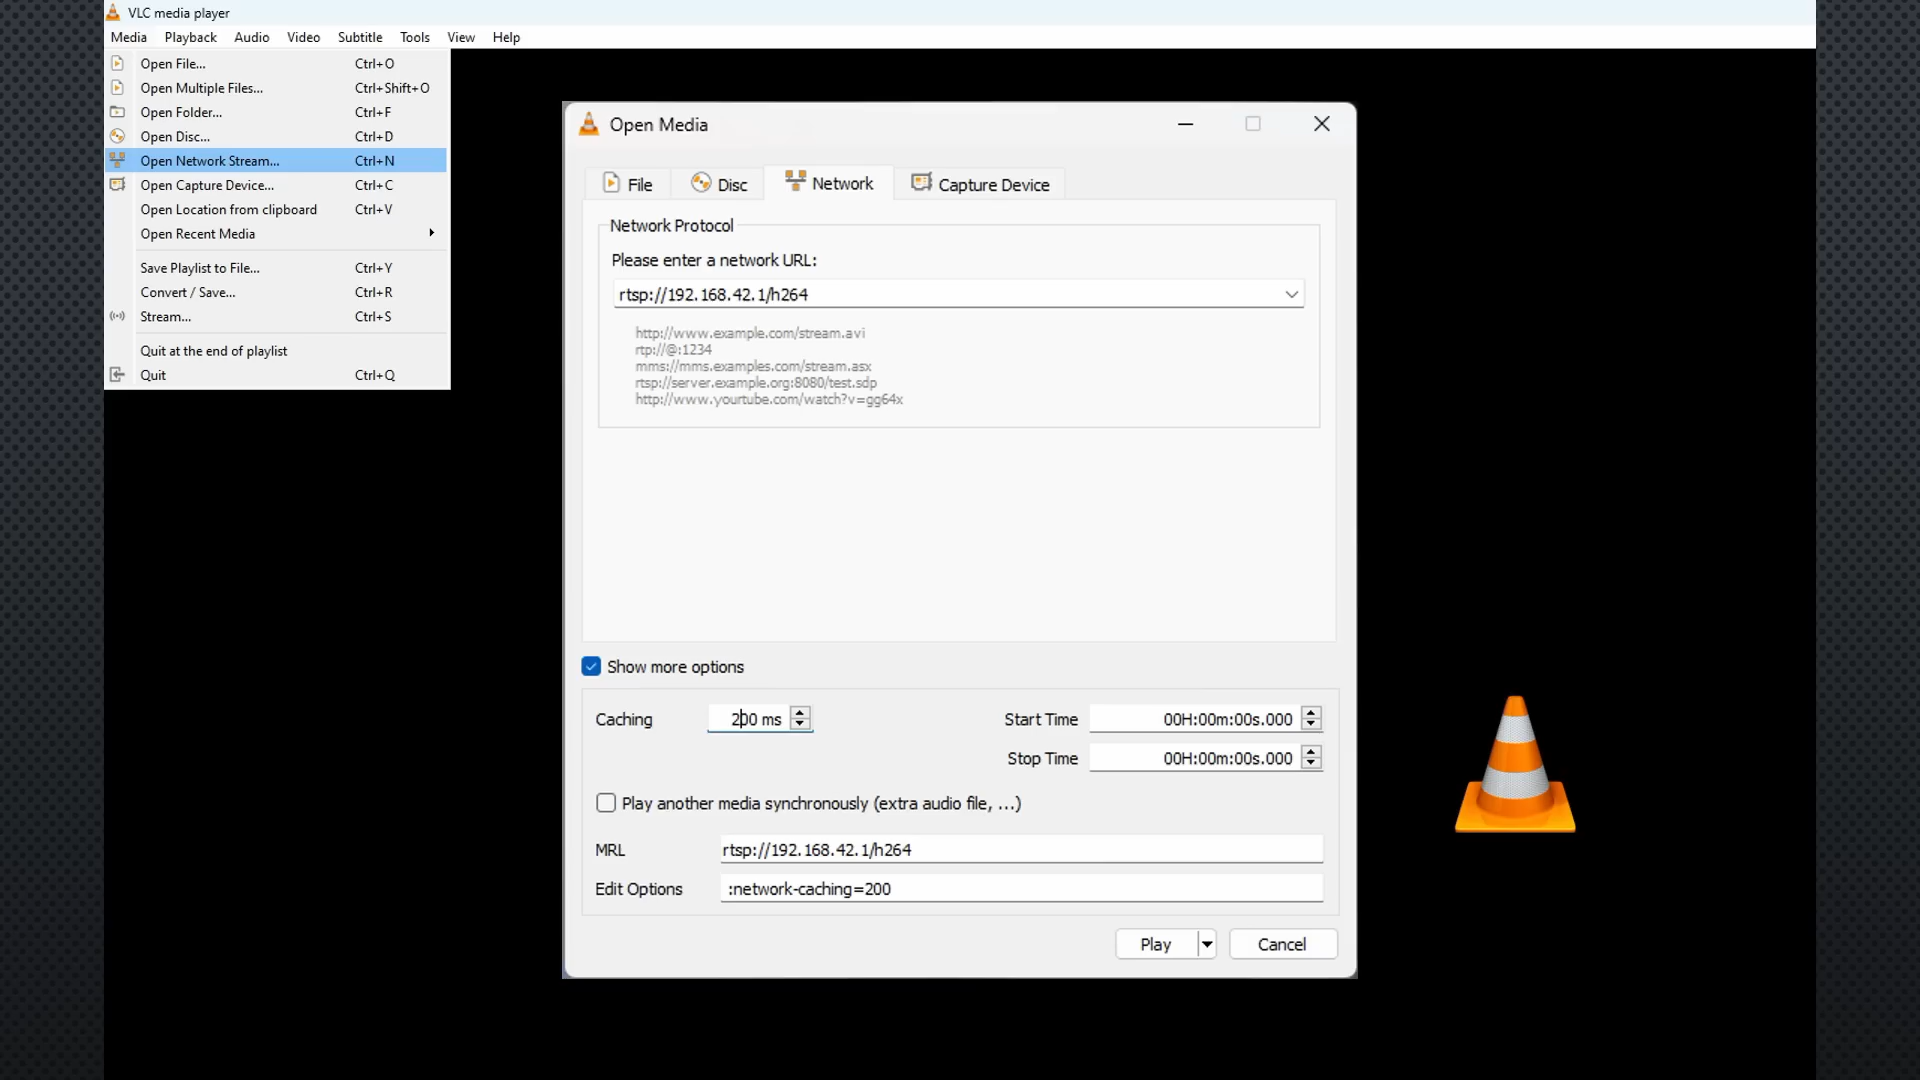 VLC media player
Media Playback Audio Video Subtitle Tools View Help
Open File... Ctrl+O
Open Multiple Files... Ctrl+Shift+O
Open Folder... Ctrl+F
Open Disc... Ctrl+D
Open Network Stream... Ctrl+N
Open Capture Device... Ctrl+C
Open Location from clipboard Ctrl+V
Open Recent Media
Save Playlist to File... Ctrl+Y
Convert / Save... Ctrl+R
Stream... Ctrl+S
Quit at the end of playlist
Quit Ctrl+Q
Open Media
File Disc Network Capture Device
Network Protocol
Please enter a network URL:
rtsp://192.168.42.1/h264
http://www.example.com/stream.avi
rtp://@:1234
mms://mms.examples.com/stream.asx
rtsp://server.example.org:8080/test.sdp
http://www.yourtube.com/watch?v=gg64x
Show more options
Caching 200 ms Start Time 00H:00m:00s.000
Stop Time 00H:00m:00s.000
Play another media synchronously (extra audio file, ...)
MRL rtsp://192.168.42.1/h264
Edit Options :network-caching=200
Play Cancel